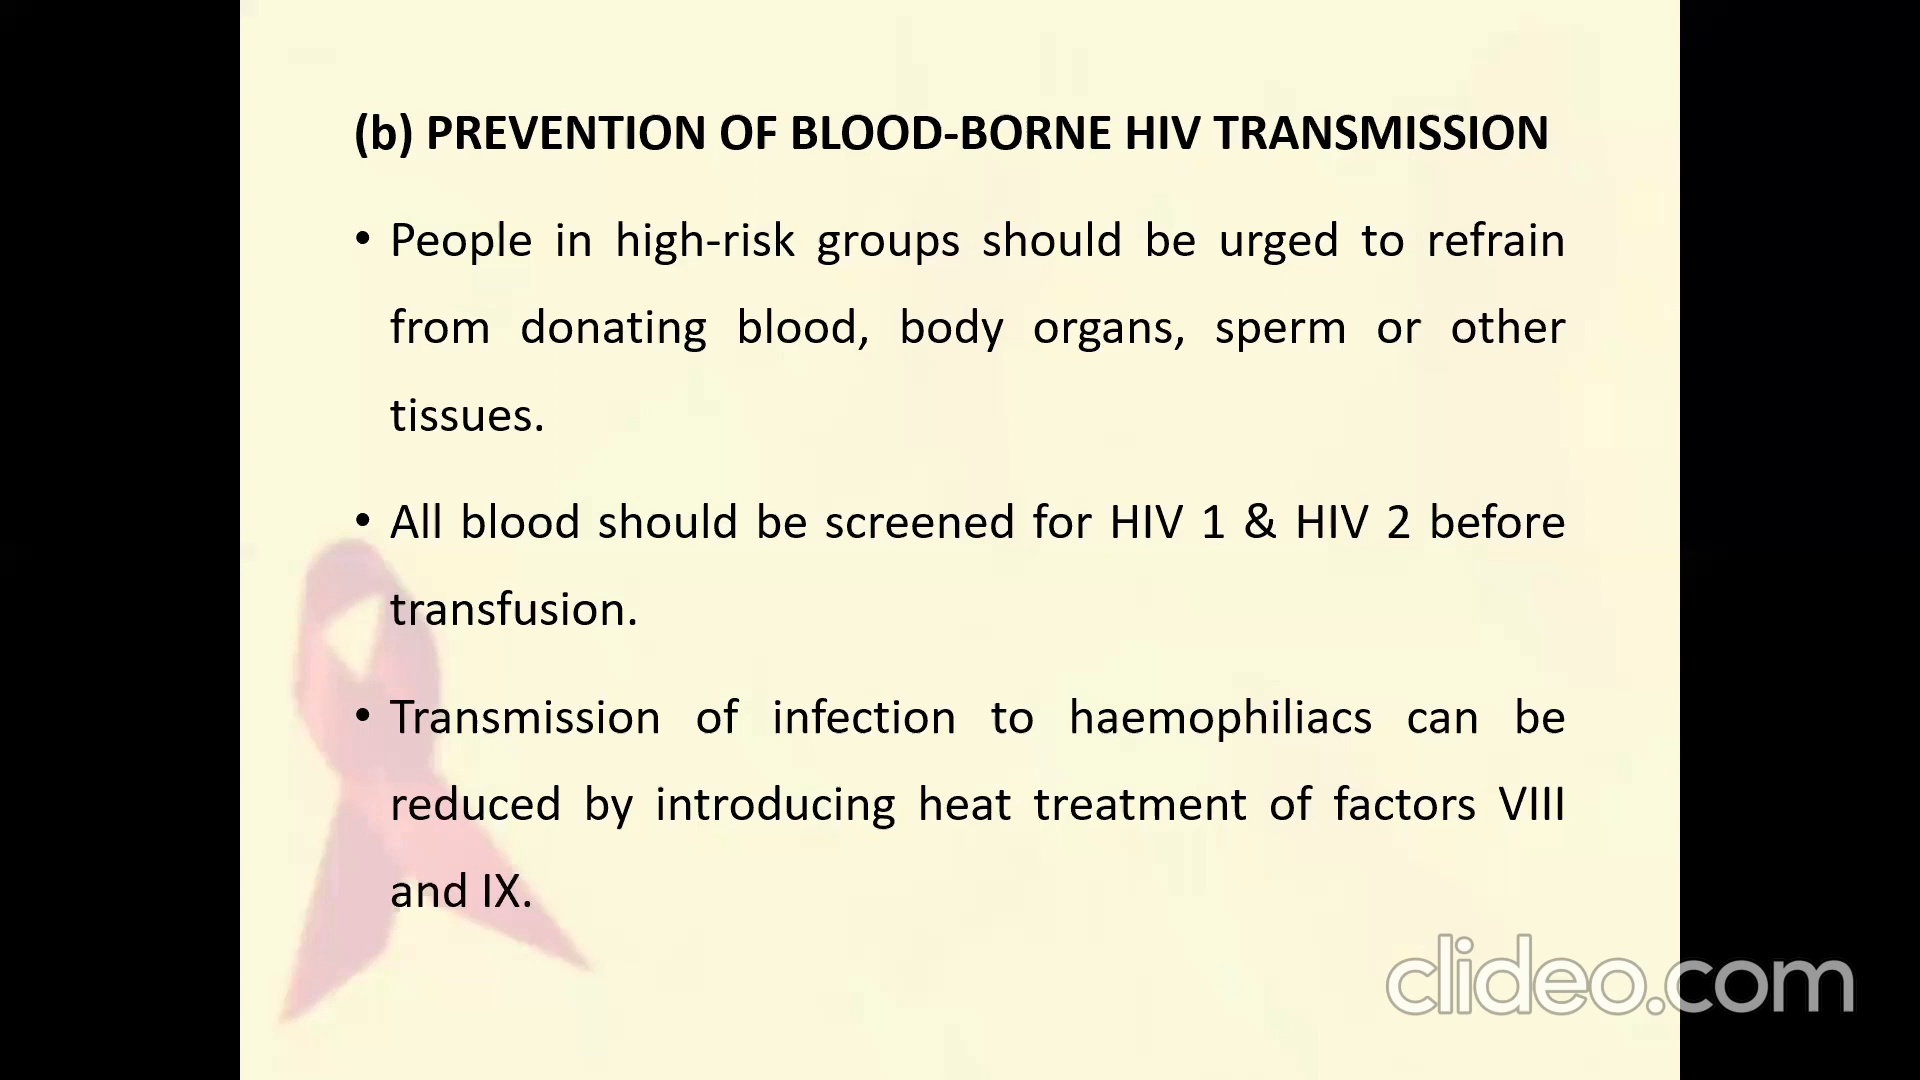 (b) PREVENTION OF BLOOD-BORNE HIV TRANSMISSION
• People in high-risk groups should be urged to refrain
from donating blood, body organs, sperm or other
tissues.
• All blood should be screened for HIV 1 & HIV 2 before
transfusion.
• Transmission of infection to haemophiliacs can be
reduced by introducing heat treatment of factors VIII
and IX.
clideo.com